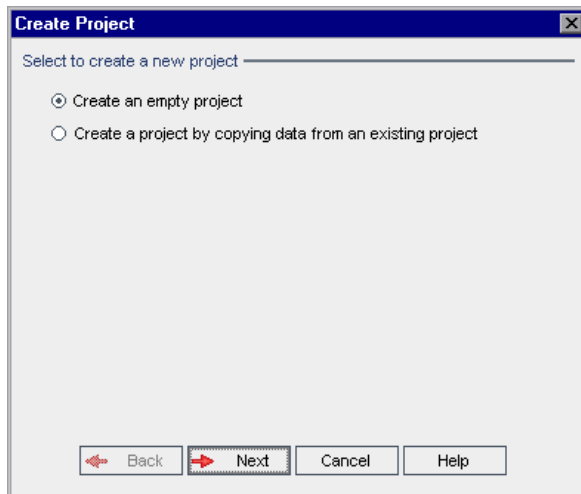 Create Project
Select to create a new project
Create an empty project
Create a project by copying data from an existing project
Back Next Cancel Help